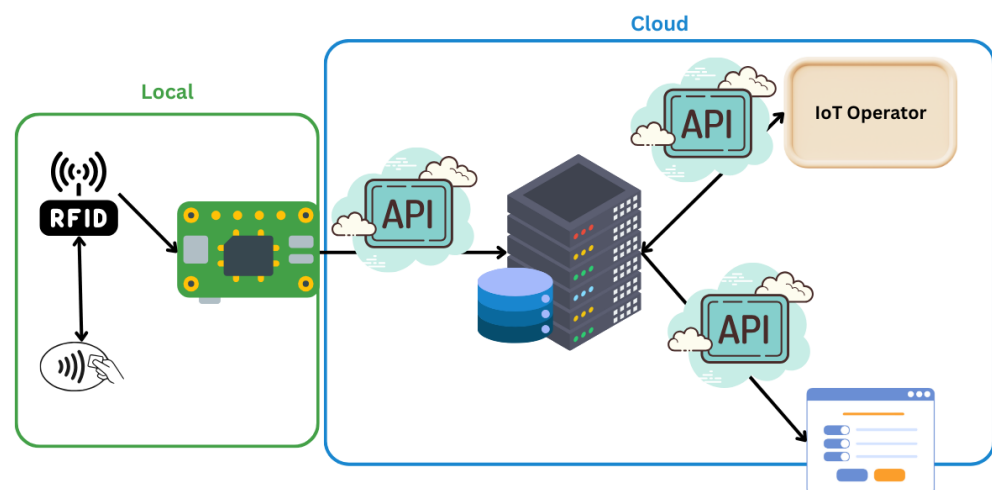 Cloud
Local
RFID
API
API
IoT Operator
API